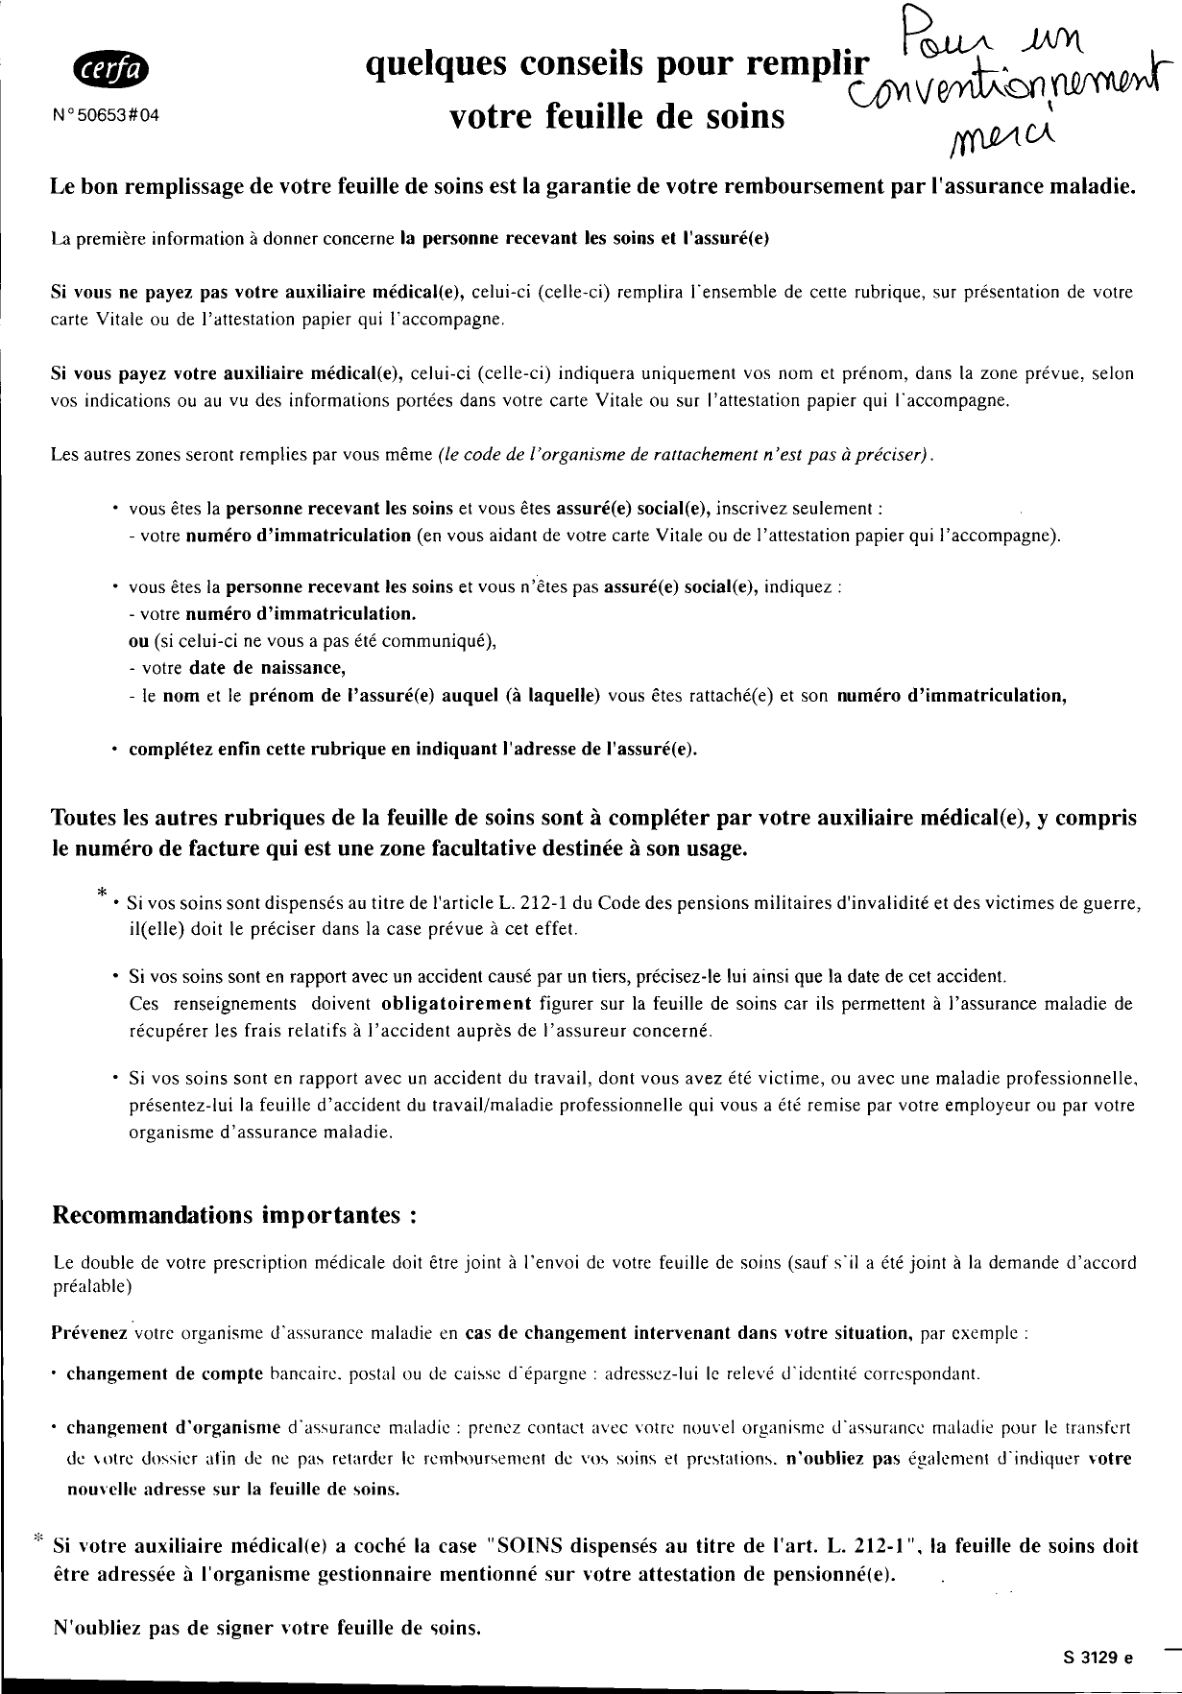 cerfa
N° 50653#04
quelques conseils pour remplir
votre feuille de soins
Pour un
conventionnement
merci
Le bon remplissage de votre feuille de soins est la garantie de votre remboursement par l'assurance maladie.
La première information à donner concerne la personne recevant les soins et l'assuré(e)
Si vous ne payez pas votre auxiliaire médical(e), celui-ci (celle-ci) remplira l'ensemble de cette rubrique, sur présentation de votre
carte Vitale ou de l'attestation papier qui l'accompagne.
Si vous payez votre auxiliaire médical(e), celui-ci (celle-ci) indiquera uniquement vos nom et prénom, dans la zone prévue, selon
vos indications ou au vu des informations portées dans votre carte Vitale ou sur l'attestation papier qui l'accompagne.
Les autres zones seront remplies par vous même (le code de l'organisme de rattachement n'est pas à préciser).
• vous êtes la personne recevant les soins et vous êtes assuré(e) social(e), inscrivez seulement :
- votre numéro d'immatriculation (en vous aidant de votre carte Vitale ou de l'attestation papier qui l'accompagne).
• vous êtes la personne recevant les soins et vous n'êtes pas assuré(e) social(e), indiquez :
- votre numéro d'immatriculation.
ou (si celui-ci ne vous a pas été communiqué),
- votre date de naissance,
- le nom et le prénom de l'assuré(e) auquel (à laquelle) vous êtes rattaché(e) et son numéro d'immatriculation,
• complétez enfin cette rubrique en indiquant l'adresse de l'assuré(e).
Toutes les autres rubriques de la feuille de soins sont à compléter par votre auxiliaire médical(e), y compris
le numéro de facture qui est une zone facultative destinée à son usage.
* • Si vos soins sont dispensés au titre de l'article L. 212-1 du Code des pensions militaires d'invalidité et des victimes de guerre,
il(elle) doit le préciser dans la case prévue à cet effet.
• Si vos soins sont en rapport avec un accident causé par un tiers, précisez-le lui ainsi que la date de cet accident.
Ces renseignements doivent obligatoirement figurer sur la feuille de soins car ils permettent à l'assurance maladie de
récupérer les frais relatifs à l'accident auprès de l'assureur concerné.
• Si vos soins sont en rapport avec un accident du travail, dont vous avez été victime, ou avec une maladie professionnelle,
présentez-lui la feuille d'accident du travail/maladie professionnelle qui vous a été remise par votre employeur ou par votre
organisme d'assurance maladie.
Recommandations importantes :
Le double de votre prescription médicale doit être joint à l'envoi de votre feuille de soins (sauf s'il a été joint à la demande d'accord
préalable)
Prévenez votre organisme d'assurance maladie en cas de changement intervenant dans votre situation, par exemple :
• changement de compte bancaire, postal ou de caisse d'épargne : adressez-lui le relevé d'identité correspondant.
• changement d'organisme d'assurance maladie : prenez contact avec votre nouvel organisme d'assurance maladie pour le transfert
de votre dossier afin de ne pas retarder le remboursement de vos soins et prestations, n'oubliez pas également d'indiquer votre
nouvelle adresse sur la feuille de soins.
* Si votre auxiliaire médical(e) a coché la case "SOINS dispensés au titre de l'art. L. 212-1", la feuille de soins doit
être adressée à l'organisme gestionnaire mentionné sur votre attestation de pensionné(e).
N'oubliez pas de signer votre feuille de soins.
S 3129 e